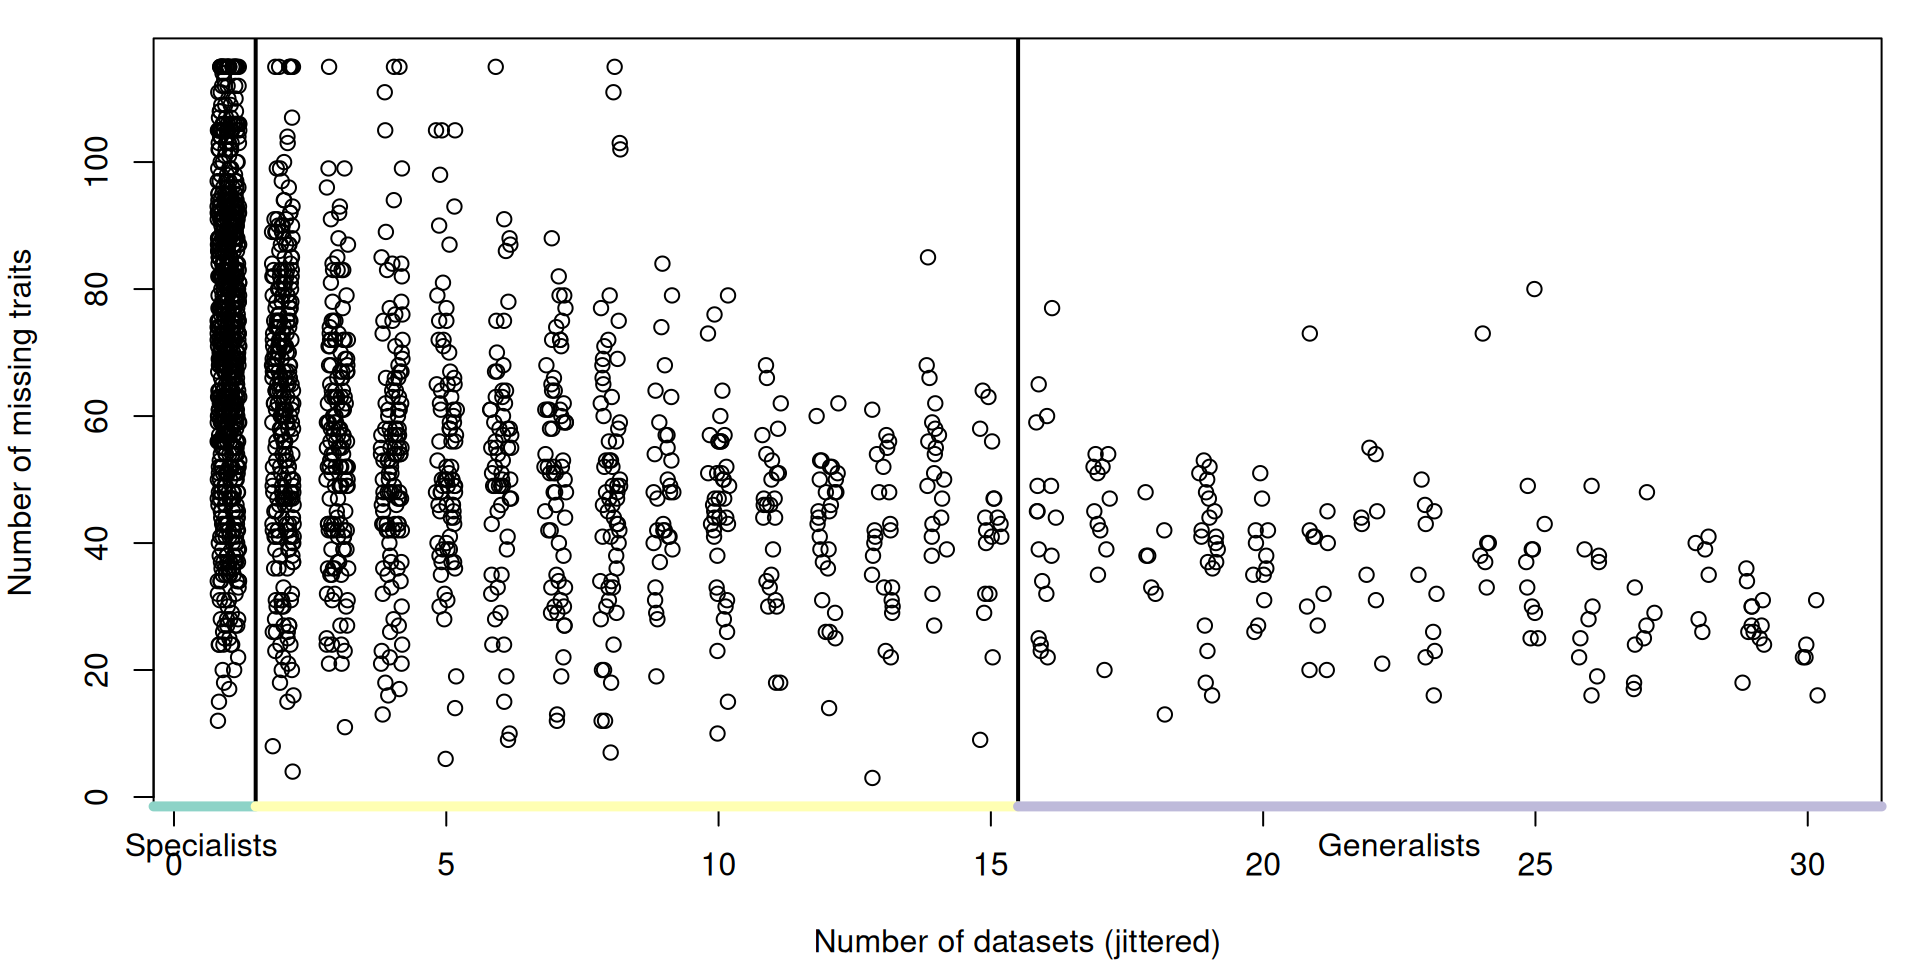 Number of missing traits
100
80
60
40
20
0
Specialists
Generalists
0 5 10 15 20 25 30
Number of datasets (jittered)